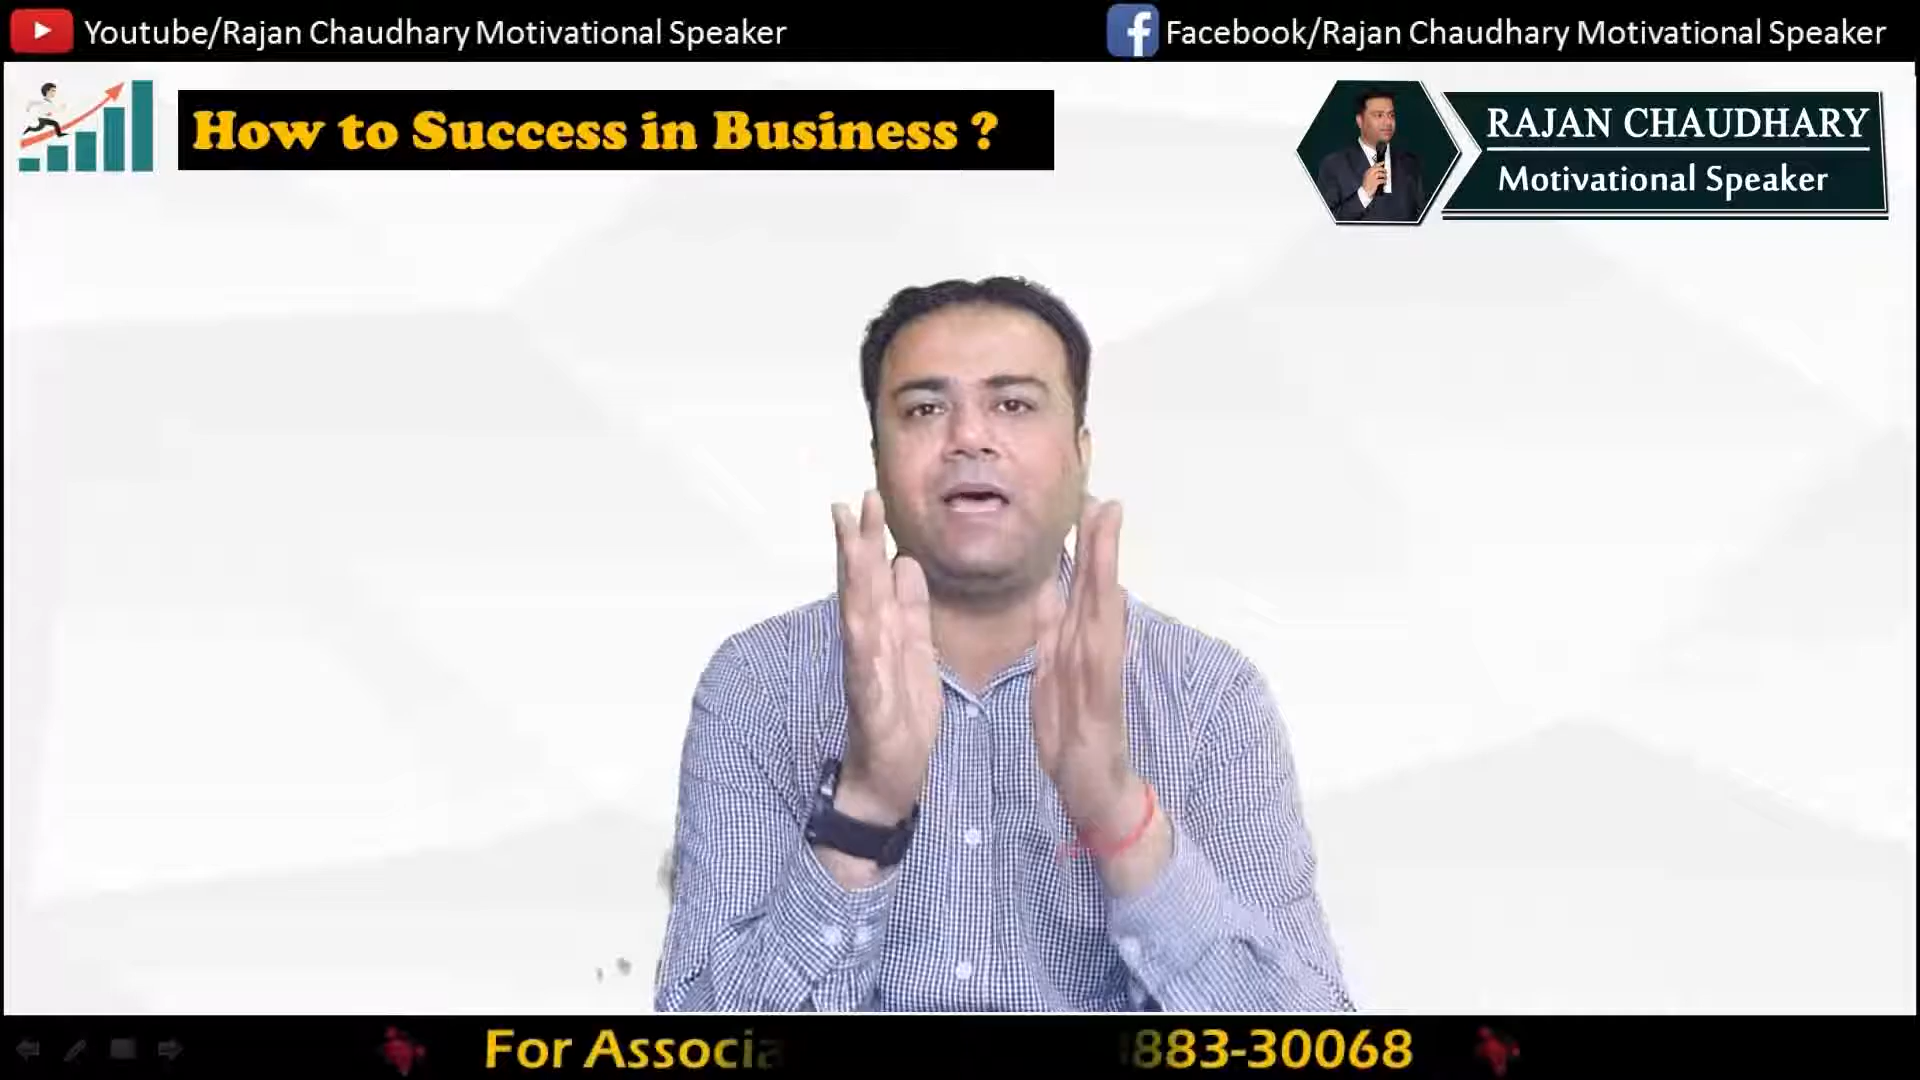 Youtube/Rajan Chaudhary Motivational Speaker
Facebook/Rajan Chaudhary Motivational Speaker
How to Success in Business ?
RAJAN CHAUDHARY
Motivational Speaker
For 883-30068